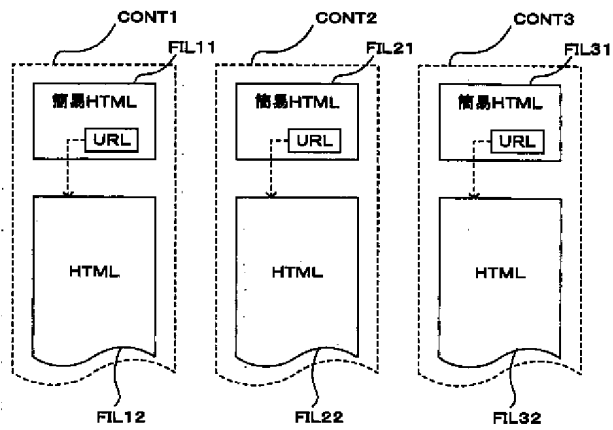 CONT1
CONT2
CONT3
FIL11
FIL21
FIL31
簡易HTML
簡易HTML
簡易HTML
URL
URL
URL
HTML
HTML
HTML
FIL12
FIL22
FIL32